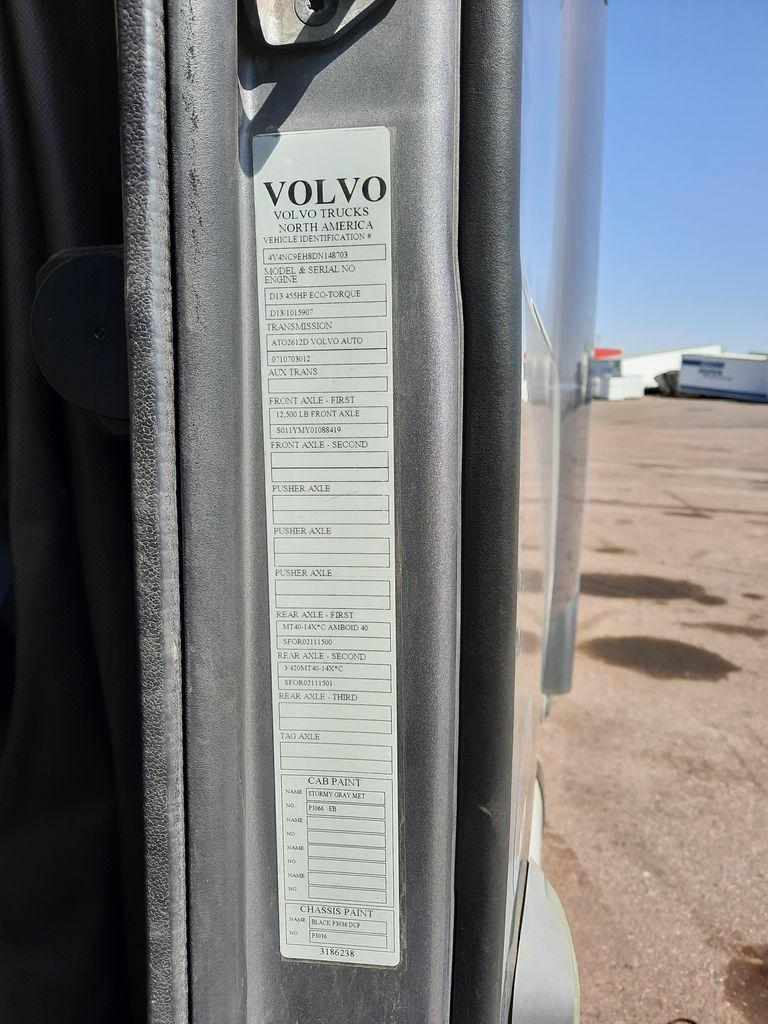 VOLVO
VOLVO TRUCKS
NORTH AMERICA
VEHICLE IDENTIFICATION #
4V4NC9EH8DN148703
MODEL & SERIAL NO
ENGINE
D13 455HP ECO-TORQUE
D13/1015907
TRANSMISSION
ATO2612D VOLVO AUTO
0710703012
AUX TRANS
FRONT AXLE - FIRST
12,500 LB FRONT AXLE
S011YMY01088419
FRONT AXLE - SECOND
PUSHER AXLE
PUSHER AXLE
PUSHER AXLE
REAR AXLE - FIRST
MT40-14X*C AMBOID 40
SFOR02111500
REAR AXLE - SECOND
3 420MT40-14X*C
SFOR02111501
REAR AXLE - THIRD
TAG AXLE
CAB PAINT
NAME STORMY GRAY MET
NO. P3066 -EB
NAME
NO
NAME
NO.
NAME
NO.
CHASSIS PAINT
NAME BLACK P3036 DUP
NO. P3036
3186238